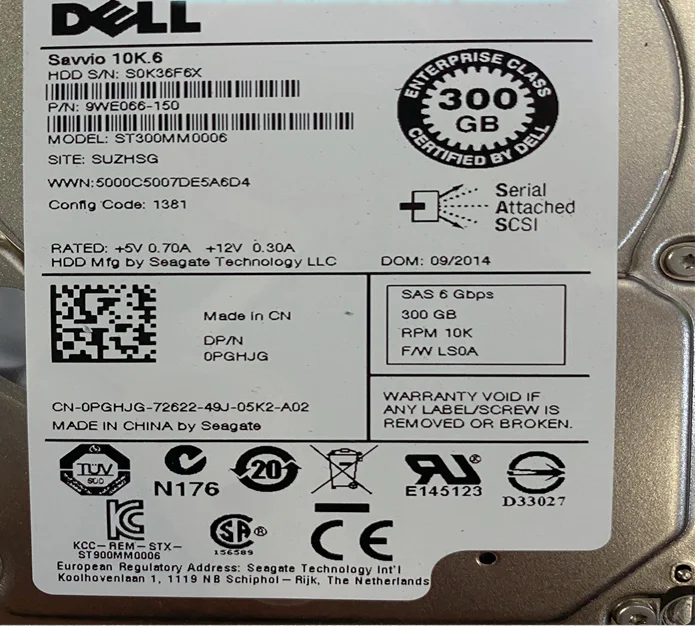 DELL
Savvio 10K.6
HDD S/N: S0K36F6X
P/N: 9WE066-150
MODEL: ST300MM0006
SITE: SUZHSG
WWN:5000C5007DE5A6D4
Config Code: 1381
ENTERPRISE CLASS
300
GB
CERTIFIED BY DELL
Serial
Attached
SCSI
RATED: +5V 0.70A +12V 0.30A
HDD Mfg by Seagate Technology LLC
DOM: 09/2014
Made in CN
DP/N
0PGHJG
SAS 6 Gbps
300 GB
RPM 10K
F/W LS0A
CN-0PGHJG-72622-49J-05K2-A02
MADE IN CHINA by Seagate
WARRANTY VOID IF
ANY LABEL/SCREW IS
REMOVED OR BROKEN.
TÜV
SÜD
N176
20
E145123
D33027
KCC-REM-STX-
ST900MM0006
SA
156589
CE
European Regulatory Address: Seagate Technology Int'l
Koolhovenlaan 1, 1119 NB Schiphol-Rijk, The Netherlands